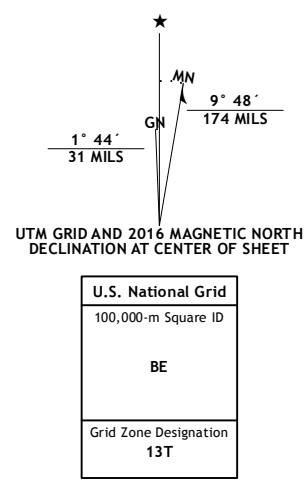 ★
MN
GN
9° 48´
174 MILS
1° 44´
31 MILS
UTM GRID AND 2016 MAGNETIC NORTH
DECLINATION AT CENTER OF SHEET
U.S. National Grid
100,000-m Square ID
BE
Grid Zone Designation
13T